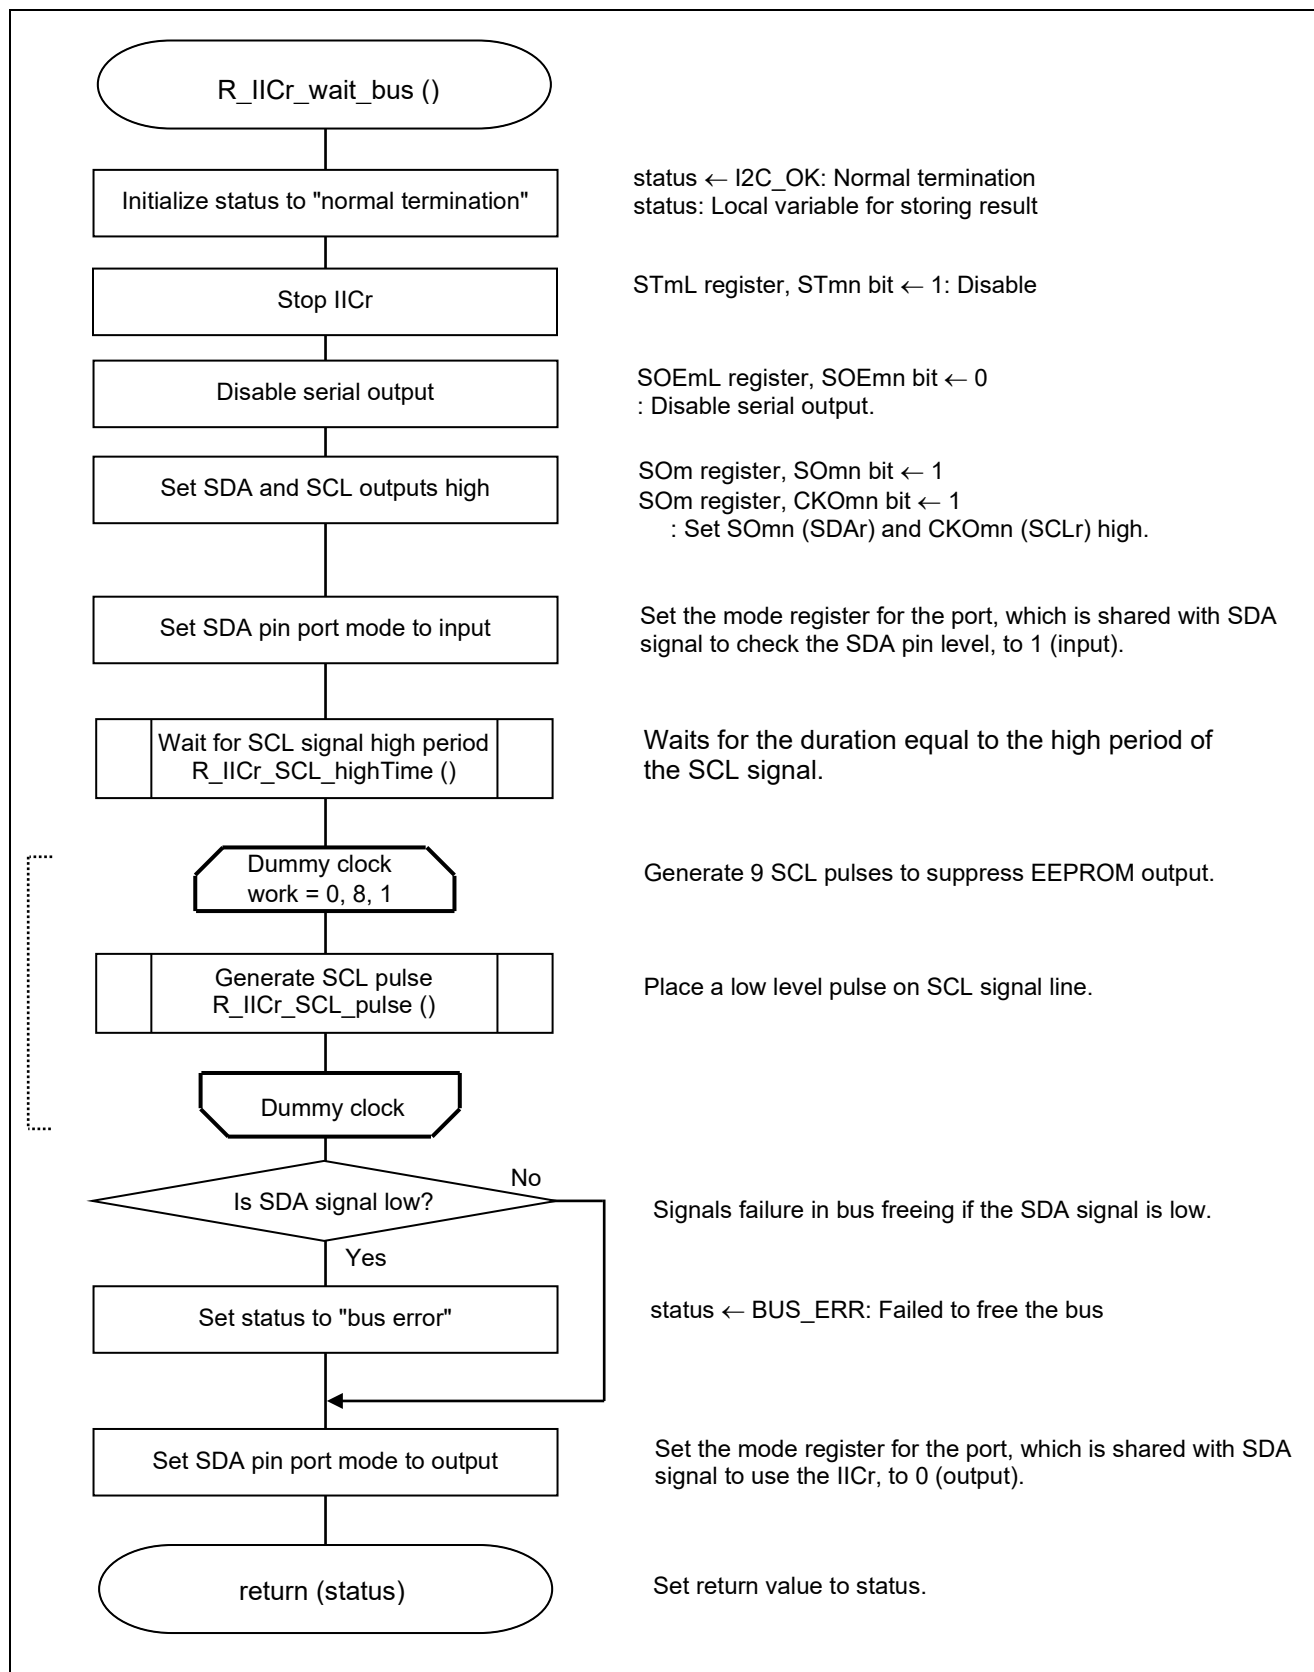 R_IICr_wait_bus ()
Initialize status to "normal termination"
status ← I2C_OK: Normal termination
status: Local variable for storing result
Stop IICr
STmL register, STmn bit ← 1: Disable
Disable serial output
SOEmL register, SOEmn bit ← 0
: Disable serial output.
Set SDA and SCL outputs high
SOm register, SOmn bit ← 1
SOm register, CKOmn bit ← 1
: Set SOmn (SDAr) and CKOmn (SCLr) high.
Set SDA pin port mode to input
Set the mode register for the port, which is shared with SDA
signal to check the SDA pin level, to 1 (input).
Wait for SCL signal high period
R_IICr_SCL_highTime ()
Waits for the duration equal to the high period of
the SCL signal.
Dummy clock
work = 0, 8, 1
Generate 9 SCL pulses to suppress EEPROM output.
Generate SCL pulse
R_IICr_SCL_pulse ()
Place a low level pulse on SCL signal line.
Dummy clock
No
Is SDA signal low?
Signals failure in bus freeing if the SDA signal is low.
Yes
Set status to "bus error"
status ← BUS_ERR: Failed to free the bus
Set SDA pin port mode to output
Set the mode register for the port, which is shared with SDA
signal to use the IICr, to 0 (output).
return (status)
Set return value to status.